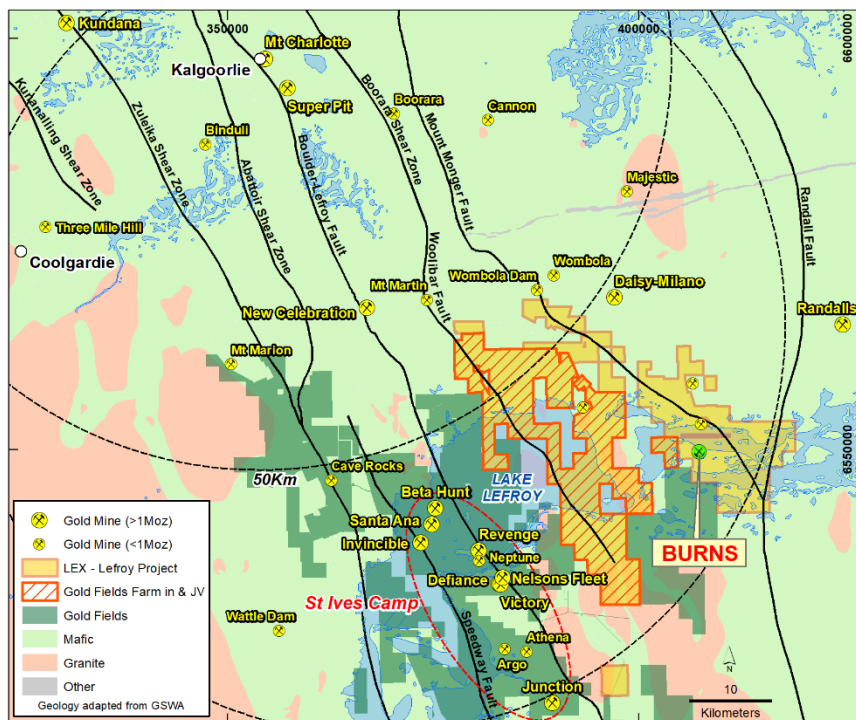 350000
400000
6600000
Kundana
Mt Charlotte
Kalgoorlie
Super Pit
Boorara
Cannon
Kunanalling Shear Zone
Zuleika Shear Zone
Binduli
Abattoir Shear Zone
Boulder-Lefroy Fault
Boorara Shear Zone
Mount Monger Fault
Majestic
Three Mile Hill
Coolgardie
Randall Fault
Woolibar Fault
Mt Martin
Wombola Dam
Wombola
Daisy-Milano
New Celebration
Randalls
Mt Marion
6550000
50Km
Cave Rocks
LAKE
LEFROY
Beta Hunt
Santa Ana
Invincible
Revenge
Neptune
BURNS
Defiance
Nelsons Fleet
Victory
St Ives Camp
Wattle Dam
Speedway Fault
Athena
Argo
Junction
N
10
Kilometers
Gold Mine (>1Moz)
Gold Mine (<1Moz)
LEX - Lefroy Project
Gold Fields Farm in & JV
Gold Fields
Mafic
Granite
Other
Geology adapted from GSWA